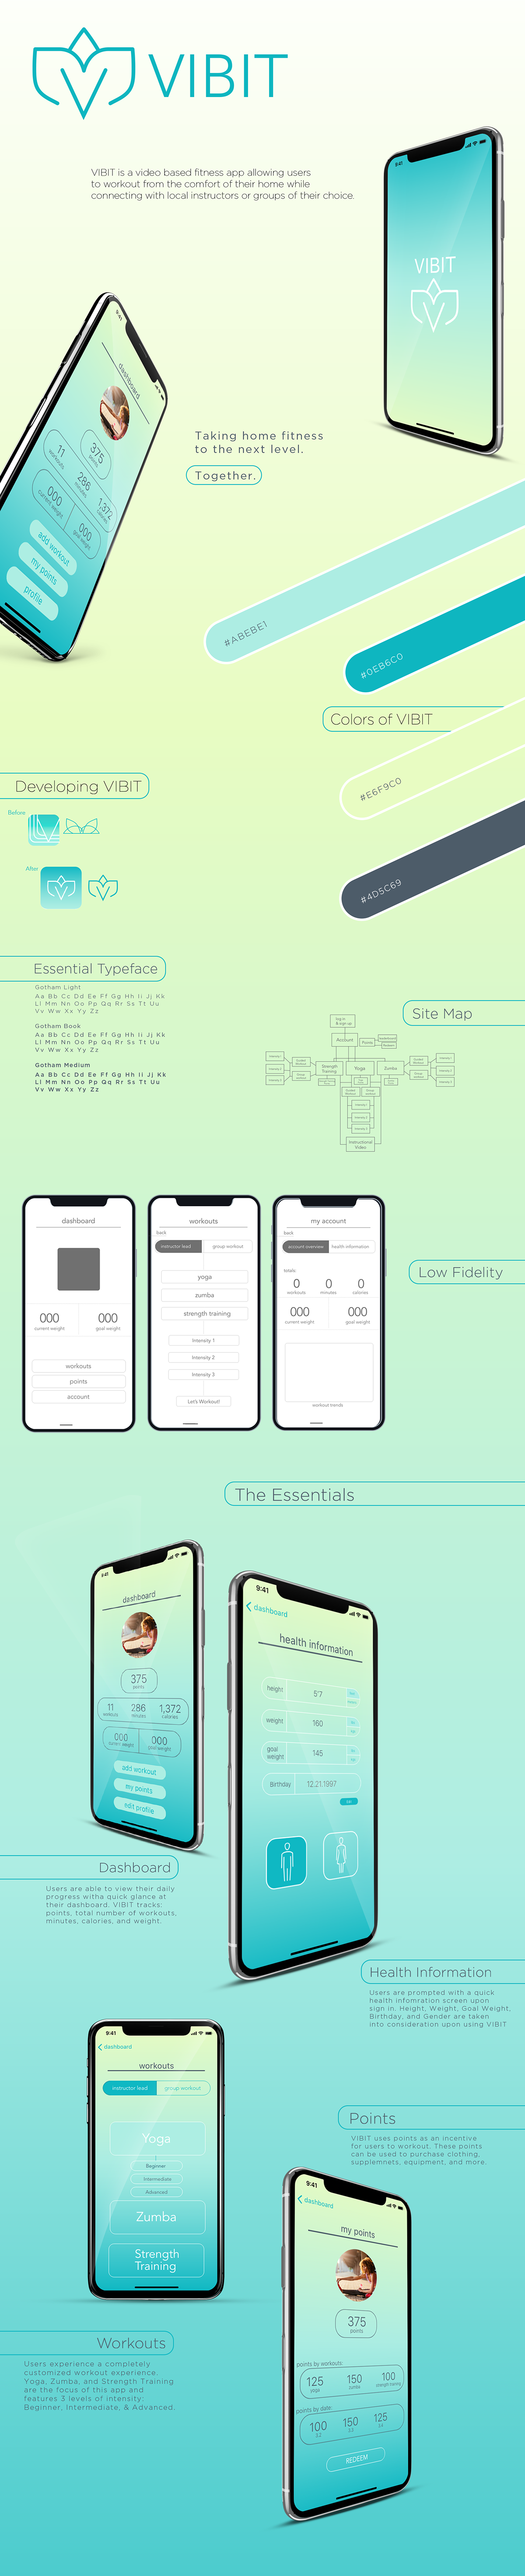 VIBIT
VIBIT is a video based fitness app allowing users
to workout from the comfort of their home while
connecting with local instructors or groups of their choice.
9:41
VIBIT
9:41
dashboard
375
points
11
workouts
286
minutes
1,372
calories
000
current weight
000
goal weight
add workout
my points
profile
Taking home fitness
to the next level.
Together.
#ABEBE1
#0EB6C0
Colors of VIBIT
#E6F9C0
#4D5C69
Developing VIBIT
Before
After
Essential Typeface
Gotham Light
Aa Bb Cc Dd Ee Ff Gg Hh Ii Jj Kk
Ll Mm Nn Oo Pp Qq Rr Ss Tt Uu
Vv Ww Xx Yy Zz
Gotham Book
Aa Bb Cc Dd Ee Ff Gg Hh Ii Jj Kk
Ll Mm Nn Oo Pp Qq Rr Ss Tt Uu
Vv Ww Xx Yy Zz
Gotham Medium
Aa Bb Cc Dd Ee Ff Gg Hh Ii Jj Kk
Ll Mm Nn Oo Pp Qq Rr Ss Tt Uu
Vv Ww Xx Yy Zz
Site Map
log in
& sign up
Account
Points
Strength
Training
Yoga
Zumba
Instructional
Video
Low Fidelity
dashboard
000
current weight
000
goal weight
workouts
points
account
workouts
back
instructor lead
group workout
yoga
zumba
strength training
Intensity 1
Intensity 2
Intensity 3
Let's Workout!
my account
back
account overview
health information
totals:
0
workouts
0
minutes
0
calories
000
current weight
000
goal weight
workout trends
The Essentials
9:41
dashboard
375
points
11
workouts
286
minutes
1,372
calories
000
current weight
000
goal weight
add workout
my points
edit profile
9:41
dashboard
health information
height
5'7
weight
160
goal
weight
145
Birthday
12.21.1997
Dashboard
Users are able to view their daily
progress witha quick glance at
their dashboard. VIBIT tracks:
points, total number of workouts,
minutes, calories, and weight.
Health Information
Users are prompted with a quick
health infomration screen upon
sign in. Height, Weight, Goal Weight,
Birthday, and Gender are taken
into consideration upon using VIBIT
9:41
dashboard
workouts
instructor lead
group workout
Yoga
Beginner
Intermediate
Advanced
Zumba
Strength
Training
Points
VIBIT uses points as an incentive
for users to workout. These points
can be used to purchase clothing,
supplemnets, equipment, and more.
9:41
dashboard
my points
375
points
points by workouts:
125
yoga
150
zumba
100
strength training
points by date:
100
150
125
REDEEM
Workouts
Users experience a completely
customized workout experience.
Yoga, Zumba, and Strength Training
are the focus of this app and
features 3 levels of intensity:
Beginner, Intermediate, & Advanced.